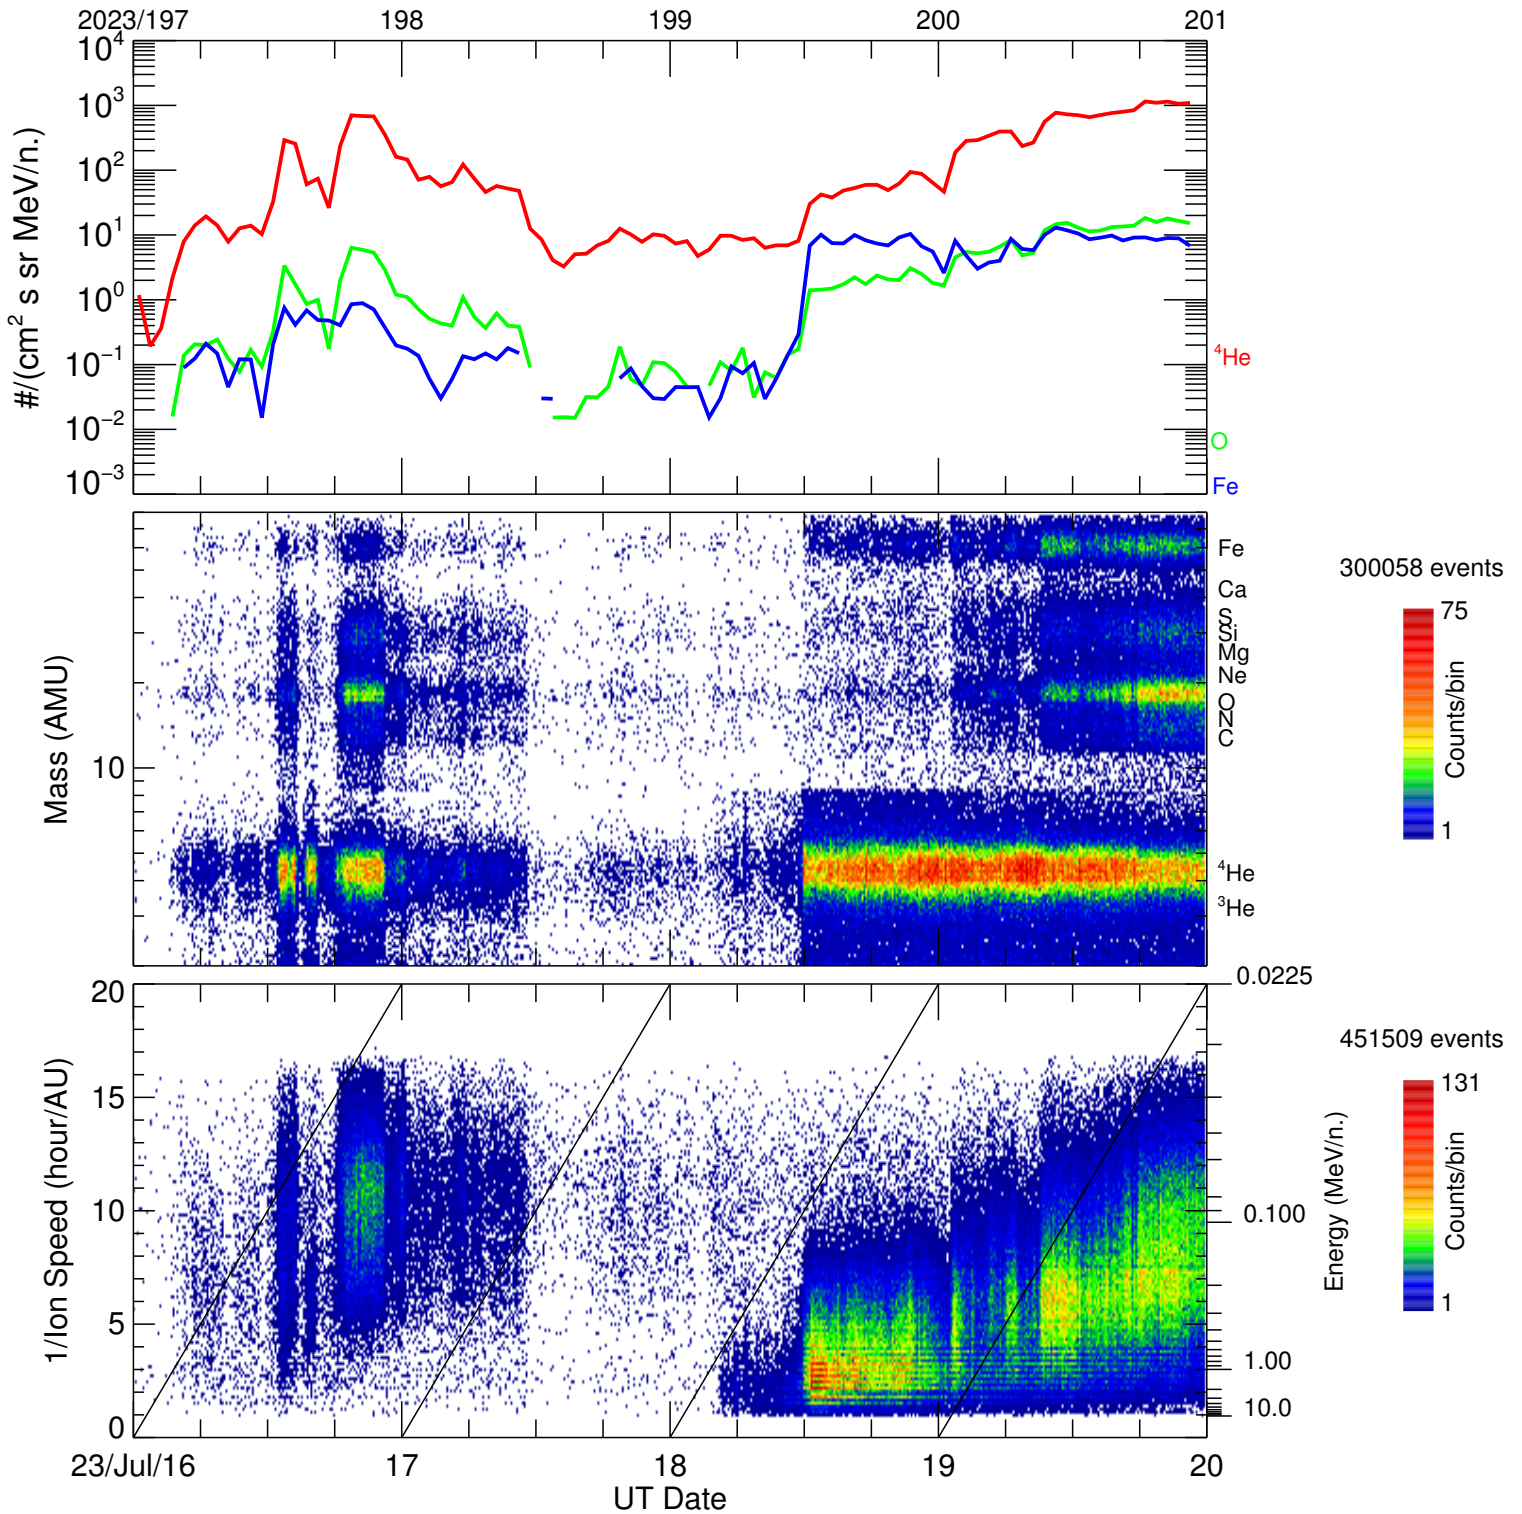 2023/197 198 199 200 201
10^4
10^3
10^2
10^1
10^0
10^−1
10^−2
10^−3
#/(cm^2 s sr MeV/n.)
^4He
O
Fe
Fe
Ca
S
Si
Mg
Ne
O
N
C
^4He
^3He
10
Mass (AMU)
300058 events
75
Counts/bin
1
20
15
10
5
0
1/Ion Speed (hour/AU)
0.0225
0.100
1.00
10.0
Energy (MeV/n.)
451509 events
131
Counts/bin
1
23/Jul/16 17 18 19 20
UT Date